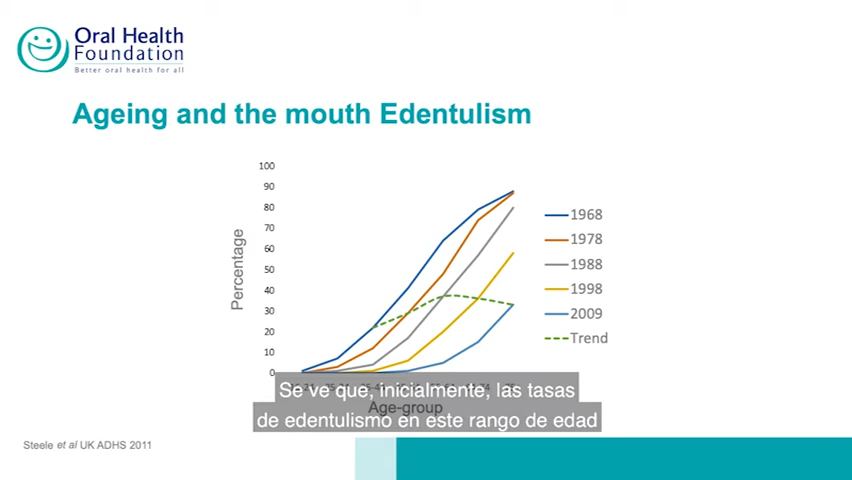 Oral Health
Foundation
Better oral health for all
Ageing and the mouth Edentulism
100
90
80
70
60
50
40
30
20
10
0
Percentage
1968
1978
1988
1998
2009
Trend
Age-group
Se ve que, inicialmente, las tasas
de edentulismo en este rango de edad
Steele et al UK ADHS 2011